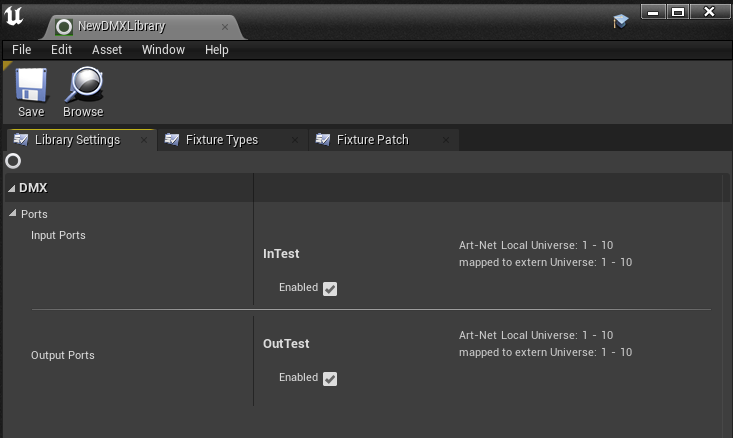 NewDMXLibrary
File Edit Asset Window Help
Save Browse
Library Settings Fixture Types Fixture Patch
DMX
Ports
Input Ports
InTest
Art-Net Local Universe: 1 - 10
mapped to extern Universe: 1 - 10
Enabled
Output Ports
OutTest
Art-Net Local Universe: 1 - 10
mapped to extern Universe: 1 - 10
Enabled